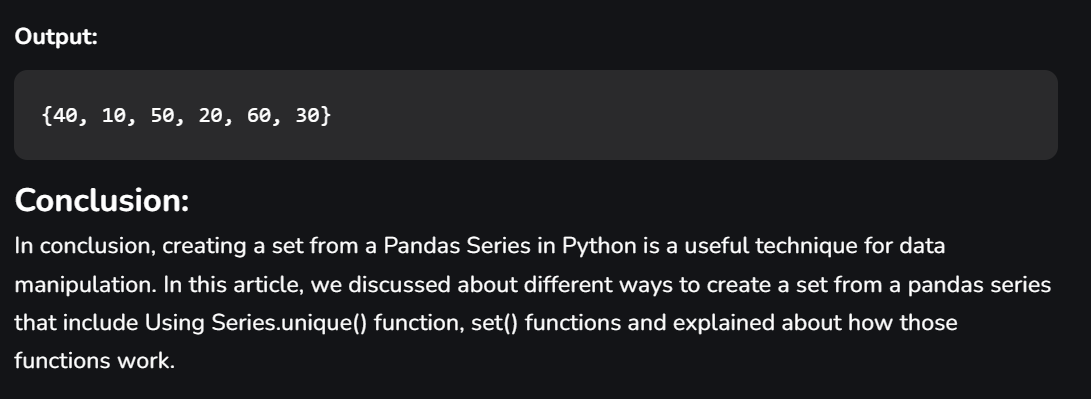 Output:
{40, 10, 50, 20, 60, 30}
Conclusion:
In conclusion, creating a set from a Pandas Series in Python is a useful technique for data
manipulation. In this article, we discussed about different ways to create a set from a pandas series
that include Using Series.unique() function, set() functions and explained about how those
functions work.